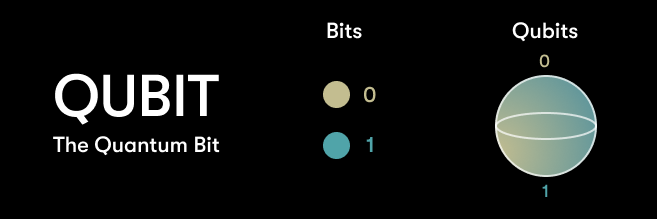 QUBIT
The Quantum Bit
Bits
0
1
Qubits
0
1